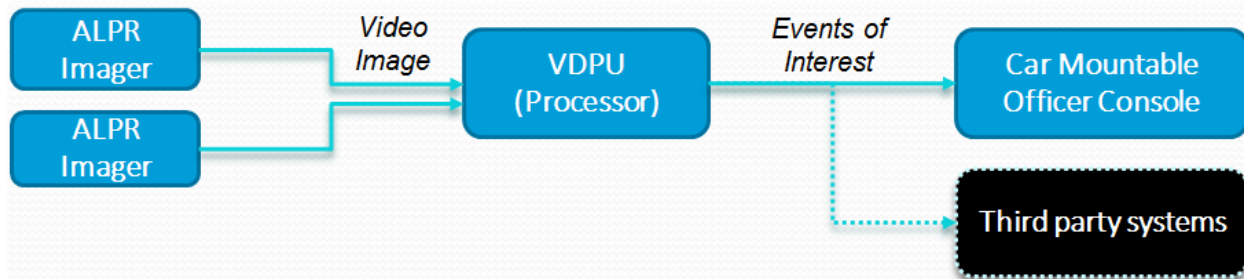 ALPR
Imager
ALPR
Imager
Video
Image
VDPU
(Processor)
Events of
Interest
Car Mountable
Officer Console
Third party systems